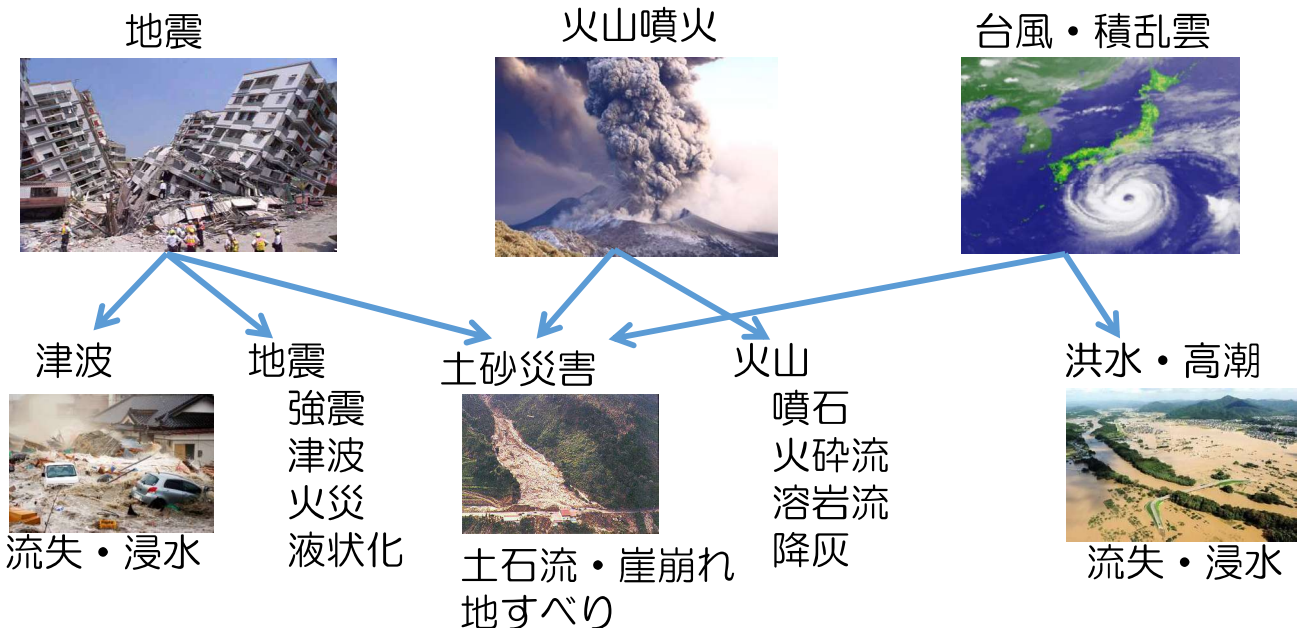 地震
火山噴火
台風・積乱雲
津波
流失・浸水
地震
強震
津波
火災
液状化
土砂災害
土石流・崖崩れ
地すべり
火山
噴石
火砕流
溶岩流
降灰
洪水・高潮
流失・浸水